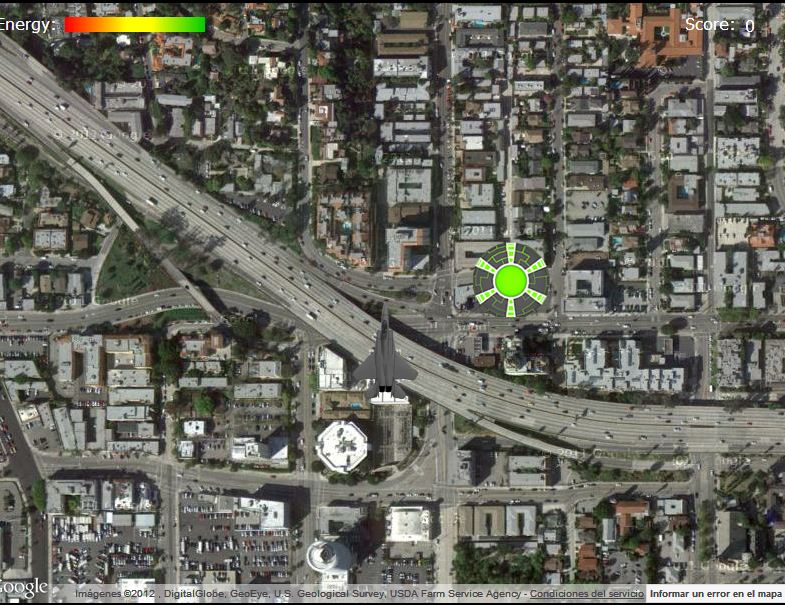 Energy:
Score: 0
Google
Imágenes ©2012 , DigitalGlobe, GeoEye, U.S. Geological Survey, USDA Farm Service Agency - Condiciones del servicio
Informar un error en el mapa